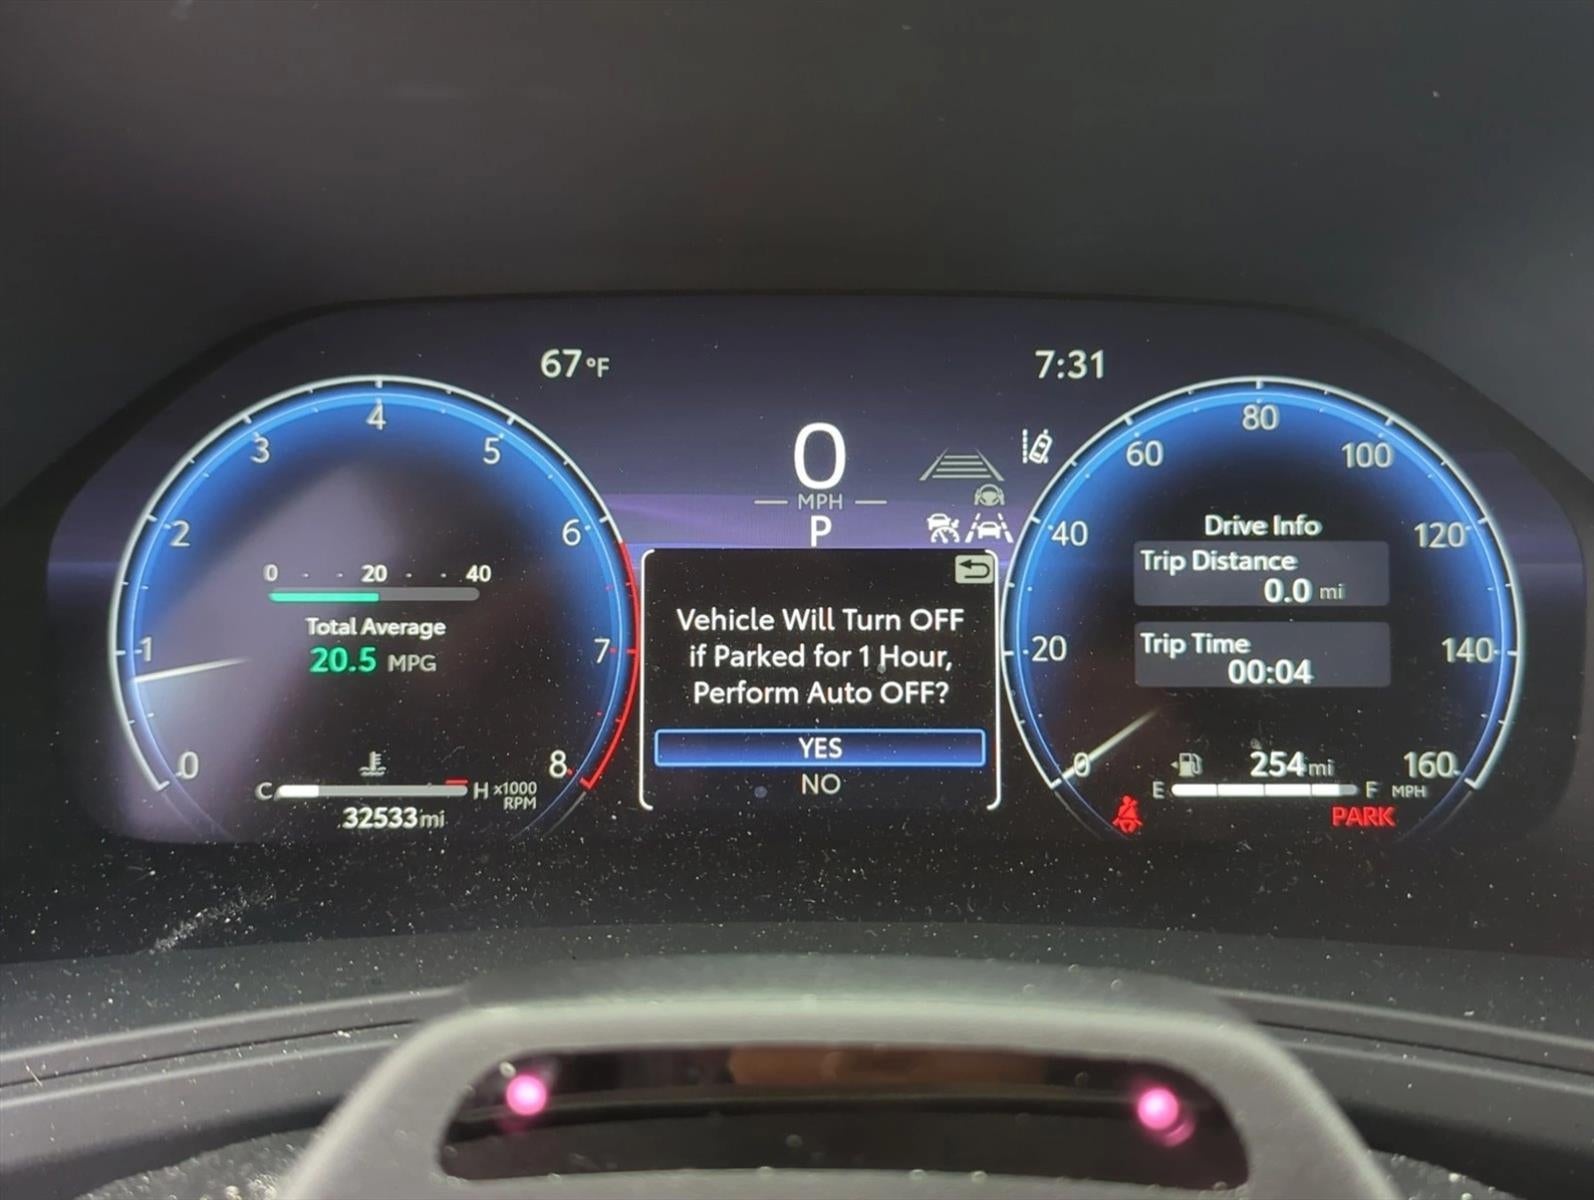 67°F
7:31
0
MPH
P
0 1 2 3 4 5 6 7 8
x1000
RPM
0 20 40
Total Average
20.5 MPG
C H
32533mi
Vehicle Will Turn OFF
if Parked for 1 Hour,
Perform Auto OFF?
YES
NO
0 20 40 60 80 100 120 140 160
MPH
Drive Info
Trip Distance
0.0 mi
Trip Time
00:04
254mi
E F
PARK